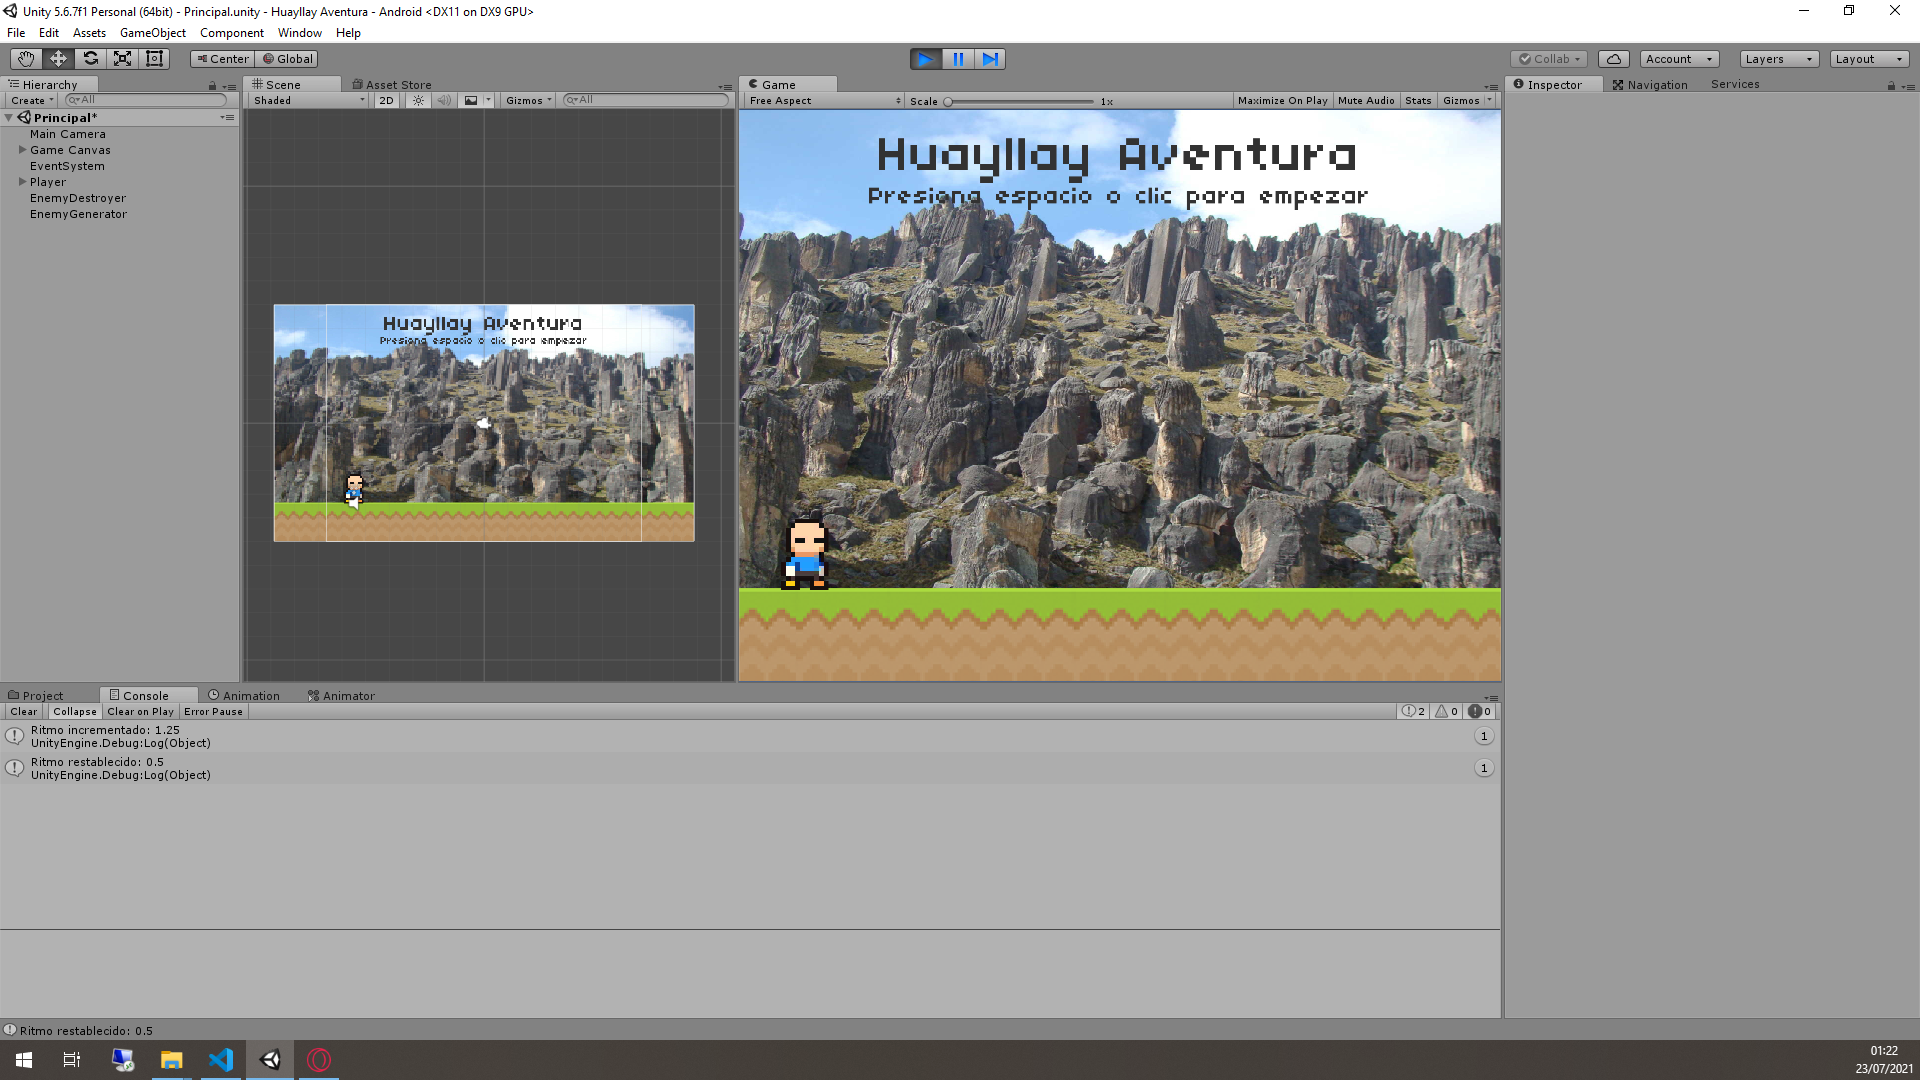 Unity 5.6.7f1 Personal (64bit) - Principal.unity - Huayllay Aventura - Android <DX11 on DX9 GPU>
File Edit Assets GameObject Component Window Help
Center Global Collab Account Layers Layout
Hierarchy
Create All
Principal*
Main Camera
Game Canvas
EventSystem
Player
EnemyDestroyer
EnemyGenerator
Scene Asset Store
Shaded 2D Gizmos All
Huayllay Aventura
Presiona espacio o clic para empezar
Game
Free Aspect Scale 1x Maximize On Play Mute Audio Stats Gizmos
Huayllay Aventura
Presiona espacio o clic para empezar
Inspector Navigation Services
Project Console Animation Animator
Clear Collapse Clear on Play Error Pause 2 0 0
Ritmo incrementado: 1.25
UnityEngine.Debug:Log(Object)
1
Ritmo restablecido: 0.5
UnityEngine.Debug:Log(Object)
1
Ritmo restablecido: 0.5
01:22
23/07/2021